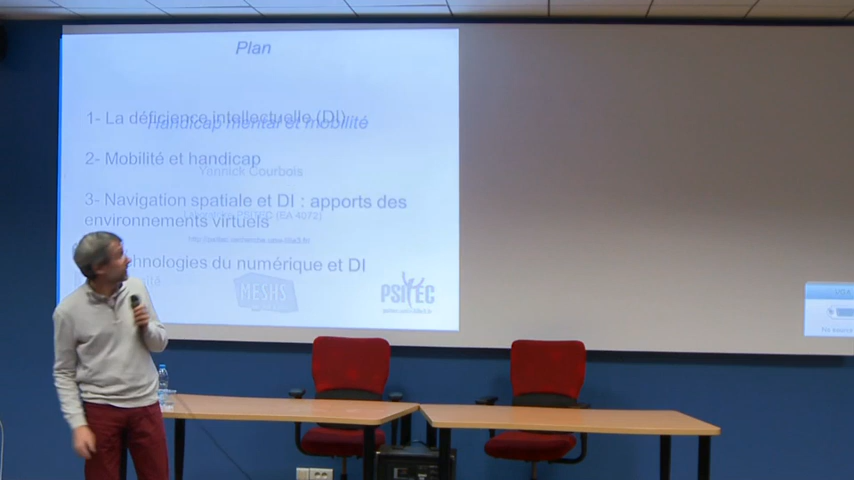 Plan
1- La déficience intellectuelle (DI)
Handicap mental et mobilité
2- Mobilité et handicap
Yannick Courbois
3- Navigation spatiale et DI : apports des
(EA 4072)
environnements virtuels
technologies du numérique et DI
MESHS
PSITEC
VGA